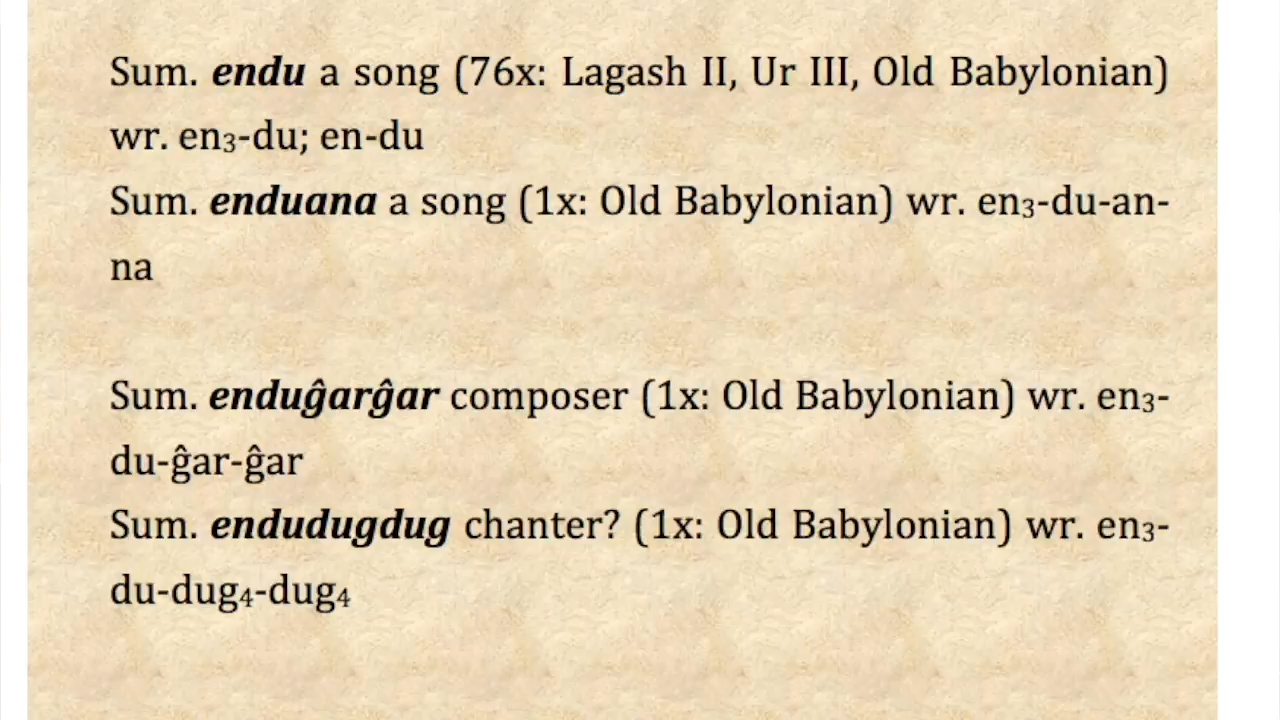 Sum. endu a song (76x: Lagash II, Ur III, Old Babylonian)
wr. en₃-du; en-du
Sum. enduana a song (1x: Old Babylonian) wr. en₃-du-an-
na
Sum. enduĝarĝar composer (1x: Old Babylonian) wr. en₃-
du-ĝar-ĝar
Sum. endudugdug chanter? (1x: Old Babylonian) wr. en₃-
du-dug₄-dug₄